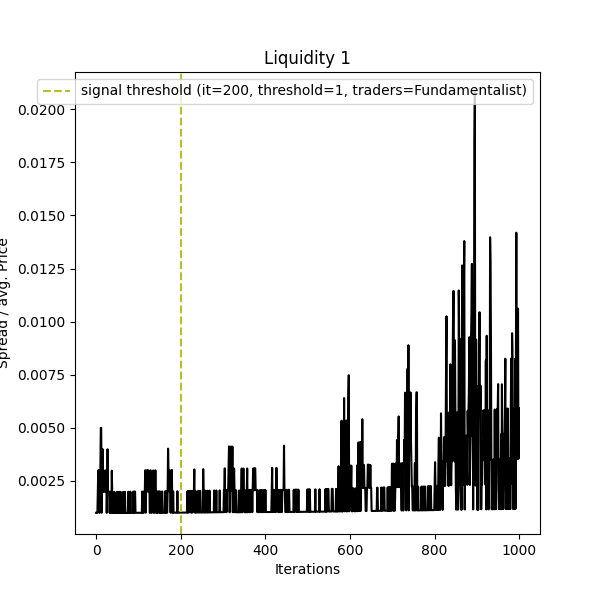 Liquidity 1
signal threshold (it=200, threshold=1, traders=Fundamentalist)
0.0200
0.0175
0.0150
0.0125
0.0100
0.0075
0.0050
0.0025
Spread / avg. Price
0 200 400 600 800 1000
Iterations